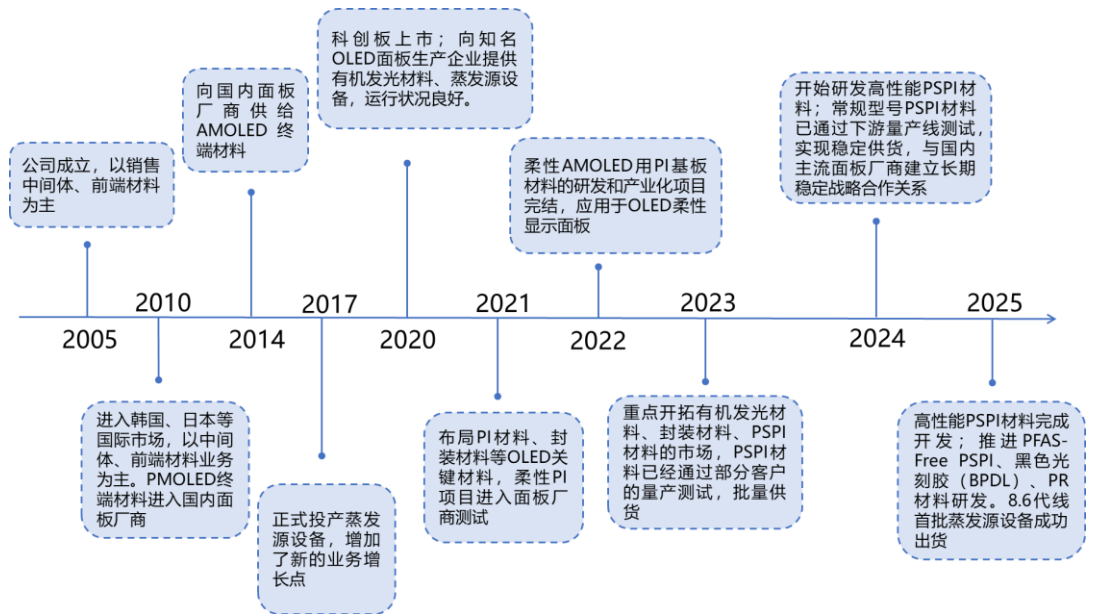 公司成立，以销售
中间体、前端材料
为主
2005
2010
进入韩国、日本等
国际市场，以中间
体、前端材料业务
为主。PMOLED终
端材料进入国内面
板厂商
向国内面板
厂商供给
AMOLED终
端材料
2014
2017
正式投产蒸发
源设备，增加
了新的业务增
长点
科创板上市；向知名
OLED面板生产企业提供
有机发光材料、蒸发源设
备，运行状况良好。
2020
2021
布局PI材料、封
装材料等OLED关
键材料，柔性PI
项目进入面板厂
商测试
柔性AMOLED用PI基板
材料的研发和产业化项目
完结，应用于OLED柔性
显示面板
2022
2023
重点开拓有机发光材
料、封装材料、PSPI
材料的市场，PSPI材
料已经通过部分客户
的量产测试，批量供
货
开始研发高性能PSPI材
料；常规型号PSPI材料
已通过下游量产线测试，
实现稳定供货，与国内
主流面板厂商建立长期
稳定战略合作关系
2024
2025
高性能PSPI材料完成
开发；推进PFAS-
Free PSPI、黑色光
刻胶（BPDL）、PR
材料研发。8.6代线
首批蒸发源设备成功
出货